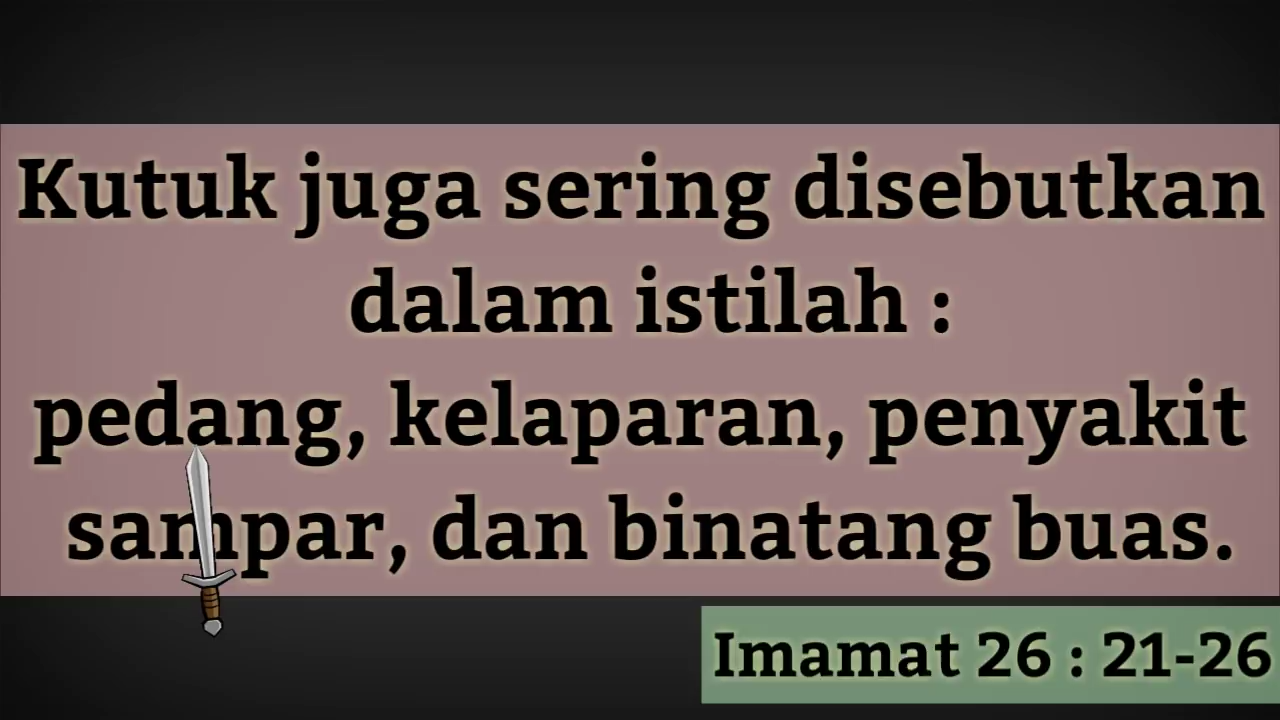 Kutuk juga sering disebutkan
dalam istilah :
pedang, kelaparan, penyakit
sampar, dan binatang buas.
Imamat 26 : 21-26